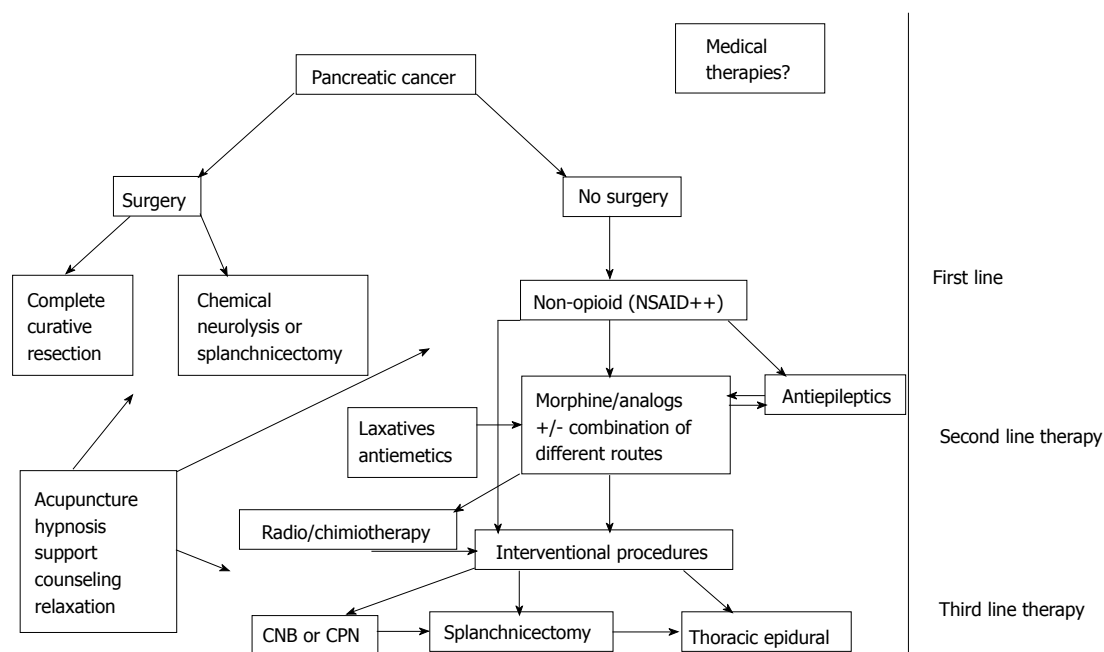 Medical
therapies?
Pancreatic cancer
Surgery
No surgery
Complete
curative
resection
Chemical
neurolysis or
splanchnicectomy
Non-opioid (NSAID++)
First line
Antiepileptics
Morphine/analogs
+/- combination of
different routes
Laxatives
antiemetics
Second line therapy
Acupuncture
hypnosis
support
counseling
relaxation
Radio/chimiotherapy
Interventional procedures
CNB or CPN
Splanchnicectomy
Thoracic epidural
Third line therapy